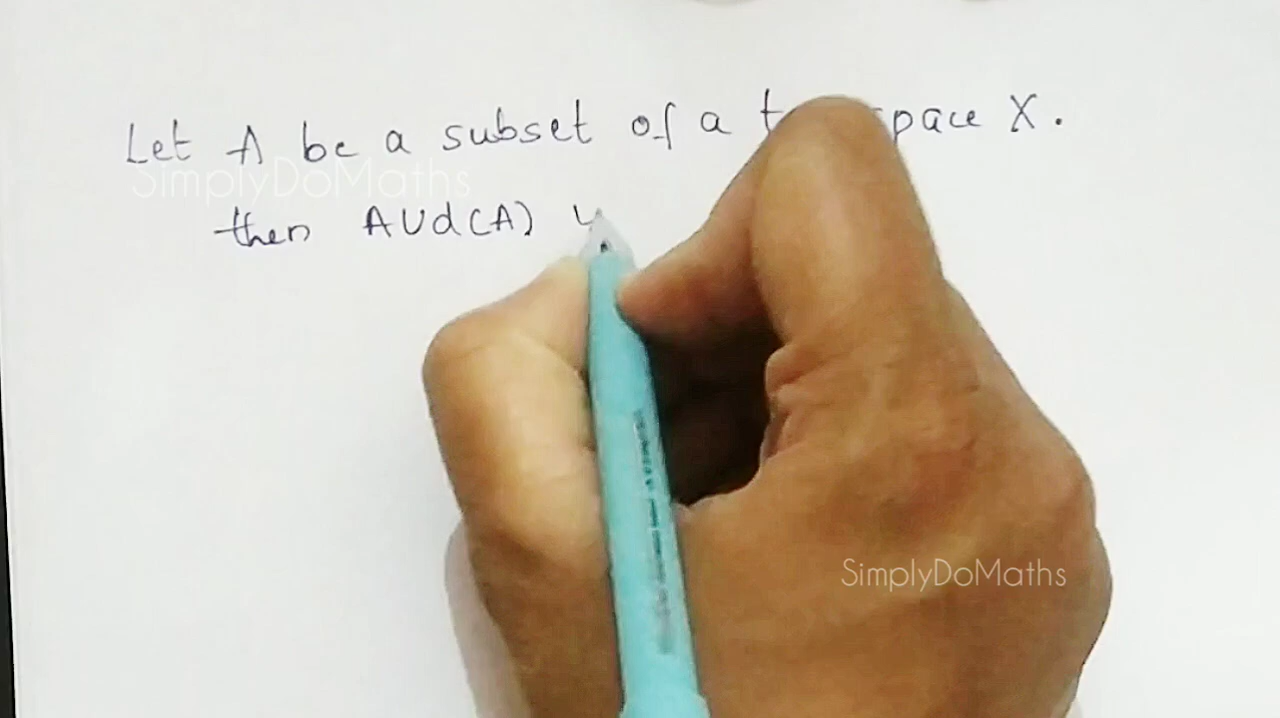 Let A be a subset of a space X.
SimplyDoMaths
then A∪d(A)
SimplyDoMaths